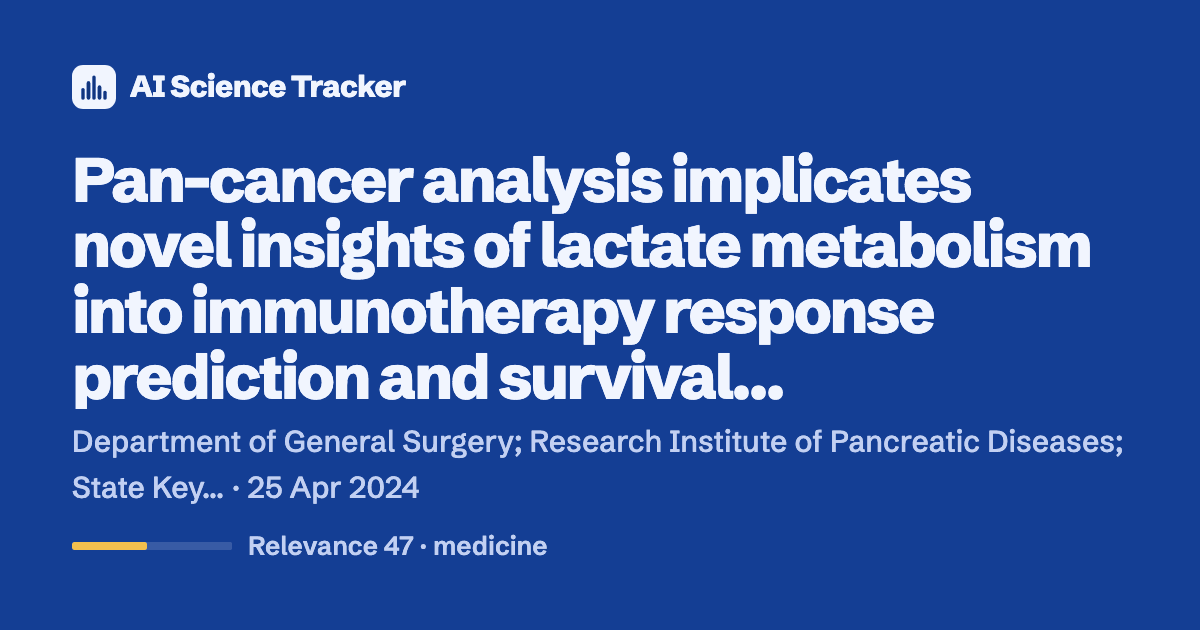 AI Science Tracker
Pan-cancer analysis implicates
novel insights of lactate metabolism
into immunotherapy response
prediction and survival...
Department of General Surgery; Research Institute of Pancreatic Diseases;
State Key... · 25 Apr 2024
Relevance 47 · medicine